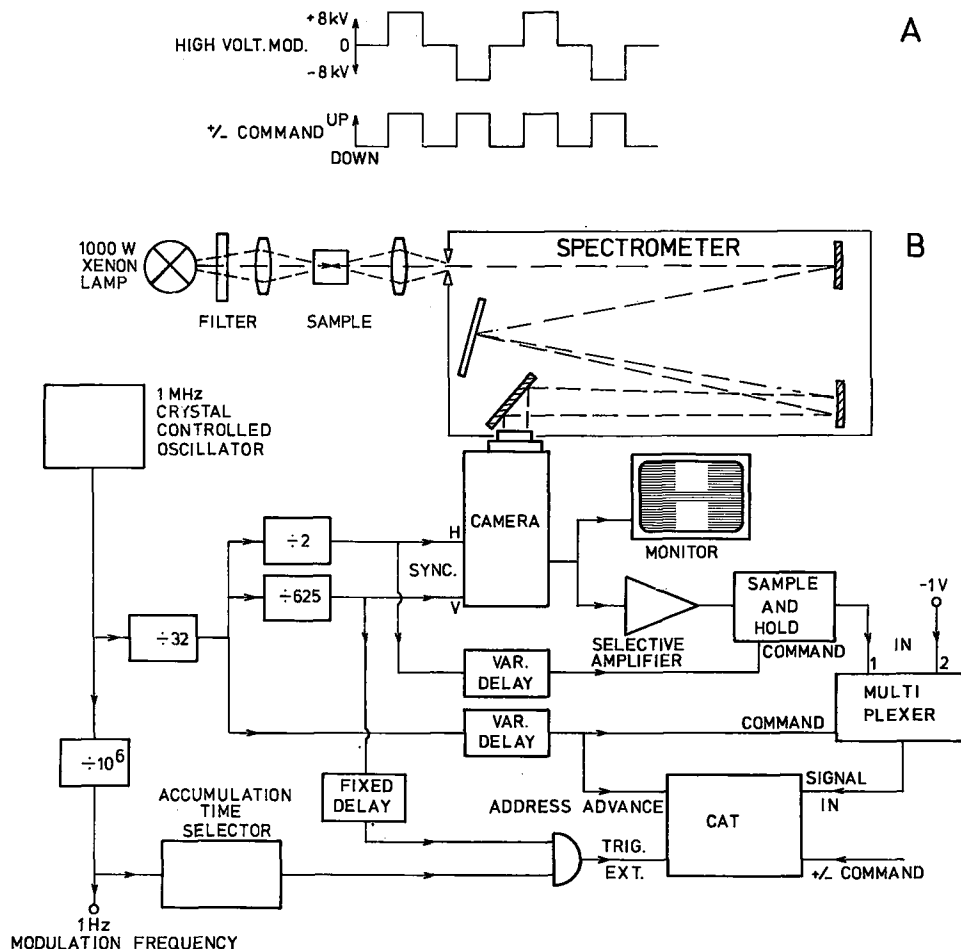 +8kV
A
HIGH VOLT. MOD. 0
-8kV
+/- COMMAND UP
DOWN
SPECTROMETER
B
1000 W
XENON
LAMP
FILTER
SAMPLE
1 MHz
CRYSTAL
CONTROLLED
OSCILLATOR
CAMERA
H
SYNC.
V
÷2
÷625
÷32
MONITOR
SELECTIVE
AMPLIFIER
SAMPLE
AND
HOLD
COMMAND
-1V
IN
1
2
MULTI
PLEXER
VAR.
DELAY
VAR.
DELAY
COMMAND
÷10⁶
FIXED
DELAY
ADDRESS ADVANCE
SIGNAL
IN
CAT
ACCUMULATION
TIME
SELECTOR
TRIG.
EXT.
+/- COMMAND
1Hz
MODULATION FREQUENCY